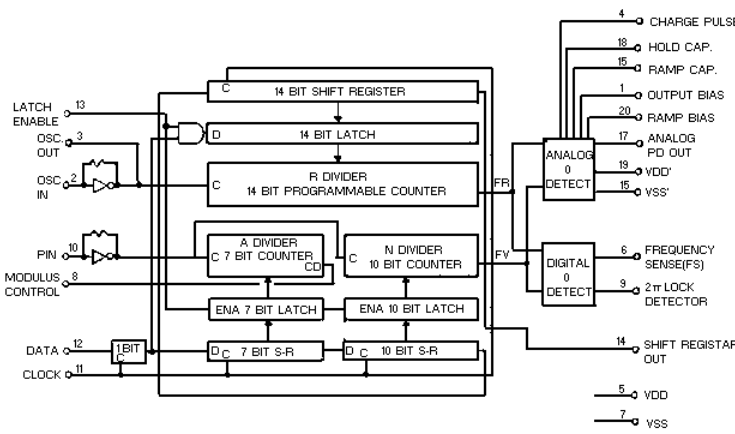 4 CHARGE PULSE
18 HOLD CAP.
15 RAMP CAP.
1 OUTPUT BIAS
20 RAMP BIAS
17 ANALOG
PD OUT
19 VDD'
15 VSS'
C
14 BIT SHIFT REGISTER
LATCH 13
ENABLE
D
14 BIT LATCH
OSC 3
OUT
R DIVIDER
C 14 BIT PROGRAMMABLE COUNTER
OSC 2
IN
FR
ANALOG
0
DETECT
PIN 10
A DIVIDER
C 7 BIT COUNTER
CD
N DIVIDER
C 10 BIT COUNTER
FV
DIGITAL
0
DETECT
6 FREQUENCY
SENSE(FS)
9 2π LOCK
DETECTOR
MODULUS 8
CONTROL
ENA 7 BIT LATCH
ENA 10 BIT LATCH
DATA 12
1BIT
C
D C 7 BIT S-R
D C 10 BIT S-R
14 SHIFT REGISTAR
OUT
CLOCK 11
5 VDD
7 VSS